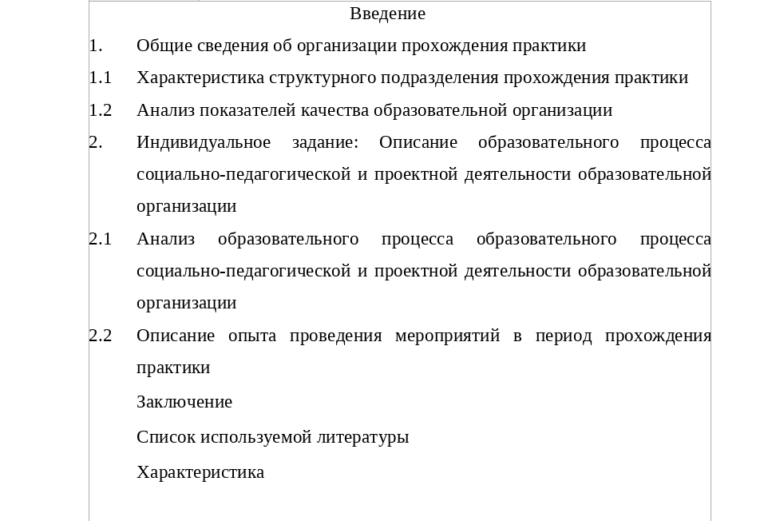 Введение
1. Общие сведения об организации прохождения практики
1.1 Характеристика структурного подразделения прохождения практики
1.2 Анализ показателей качества образовательной организации
2. Индивидуальное задание: Описание образовательного процесса
социально-педагогической и проектной деятельности образовательной
организации
2.1 Анализ образовательного процесса образовательного процесса
социально-педагогической и проектной деятельности образовательной
организации
2.2 Описание опыта проведения мероприятий в период прохождения
практики
Заключение
Список используемой литературы
Характеристика